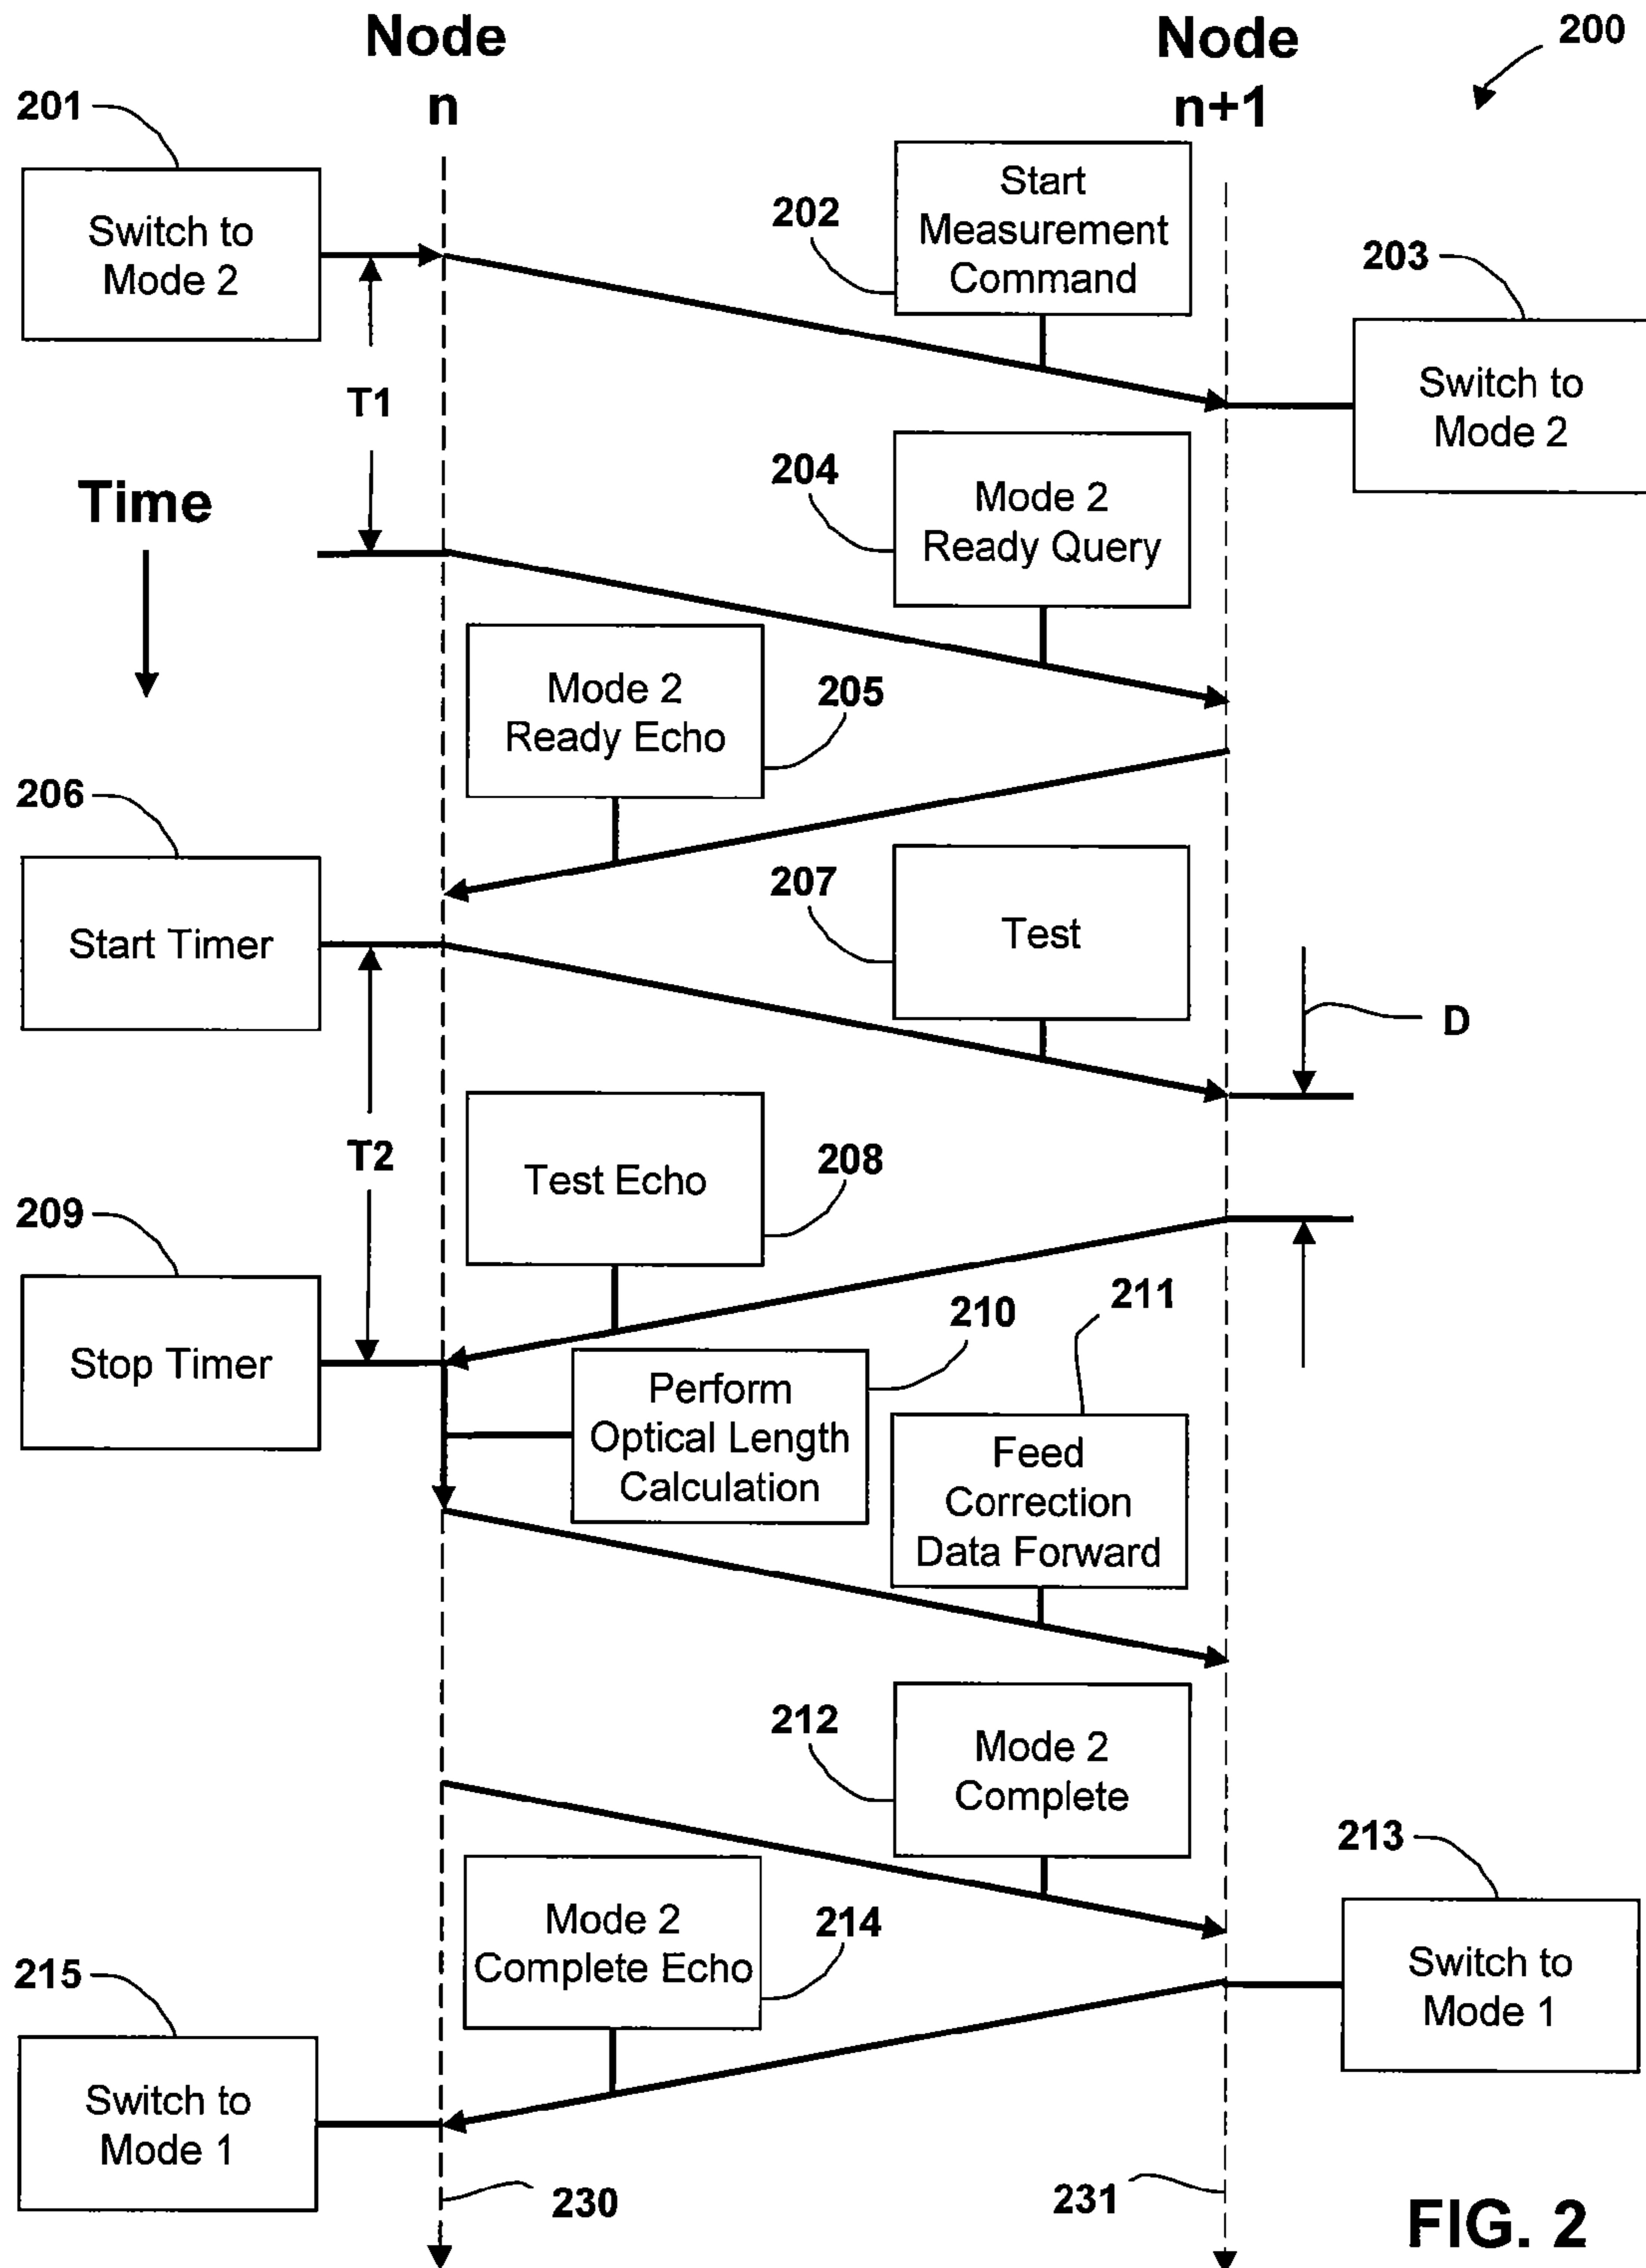 Node
n
Node
n+1
200
201
Switch to
Mode 2
202
Start
Measurement
Command
203
Switch to
Mode 2
T1
Time
204
Mode 2
Ready Query
205
Mode 2
Ready Echo
206
Start Timer
207
Test
D
T2
208
Test Echo
209
Stop Timer
210
Perform
Optical Length
Calculation
211
Feed
Correction
Data Forward
212
Mode 2
Complete
213
Switch to
Mode 1
214
Mode 2
Complete Echo
215
Switch to
Mode 1
230
231
FIG. 2